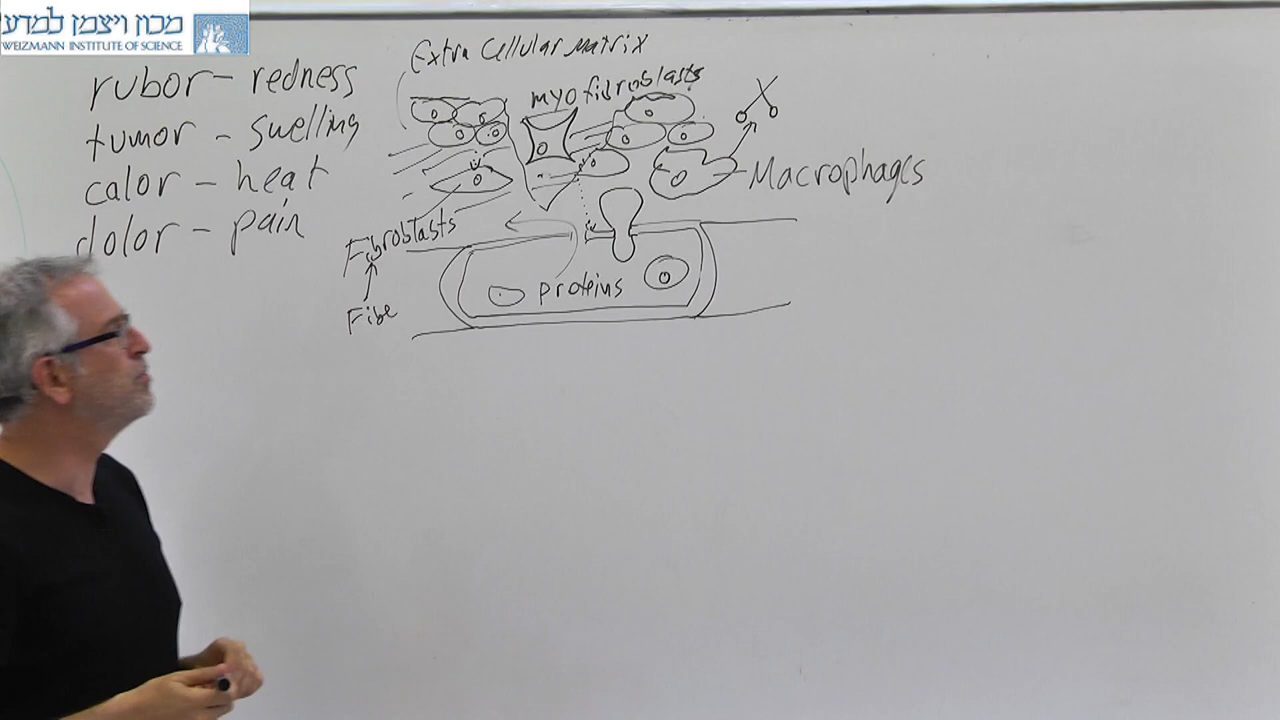 מכון ויצמן למדע
WEIZMANN INSTITUTE OF SCIENCE
rubor - redness
tumor - swelling
calor - heat
dolor - pain
Extra Cellular Matrix
myofibroblasts
Macrophages
Fibroblasts
proteins
Fibe